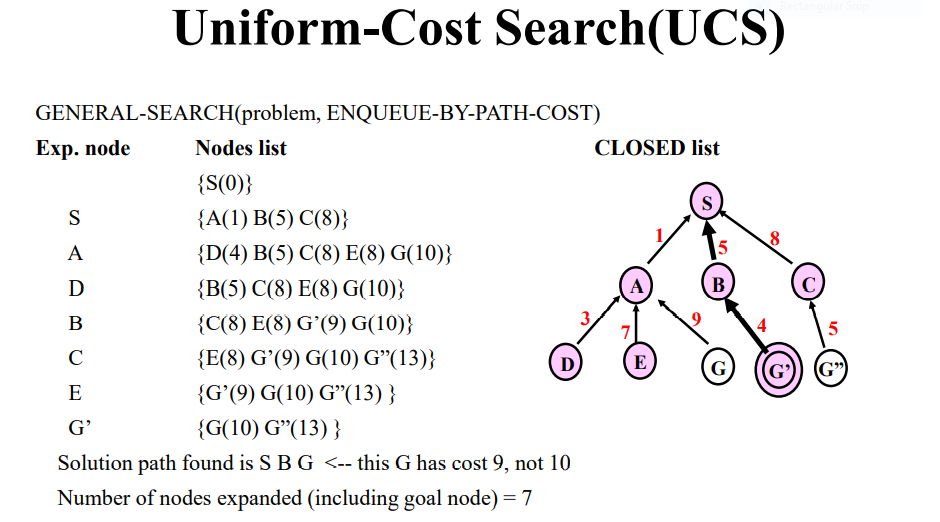 Rectangular Snip
Uniform-Cost Search(UCS)
GENERAL-SEARCH(problem, ENQUEUE-BY-PATH-COST)
Exp. node Nodes list CLOSED list
{S(0)}
S {A(1) B(5) C(8)}
A {D(4) B(5) C(8) E(8) G(10)}
D {B(5) C(8) E(8) G(10)}
B {C(8) E(8) G’(9) G(10)}
C {E(8) G’(9) G(10) G”(13)}
E {G’(9) G(10) G”(13) }
G’ {G(10) G”(13) }
Solution path found is S B G <-- this G has cost 9, not 10
Number of nodes expanded (including goal node) = 7
S
1 5 8
A B C
3 7 9 4 5
D E G G’ G”